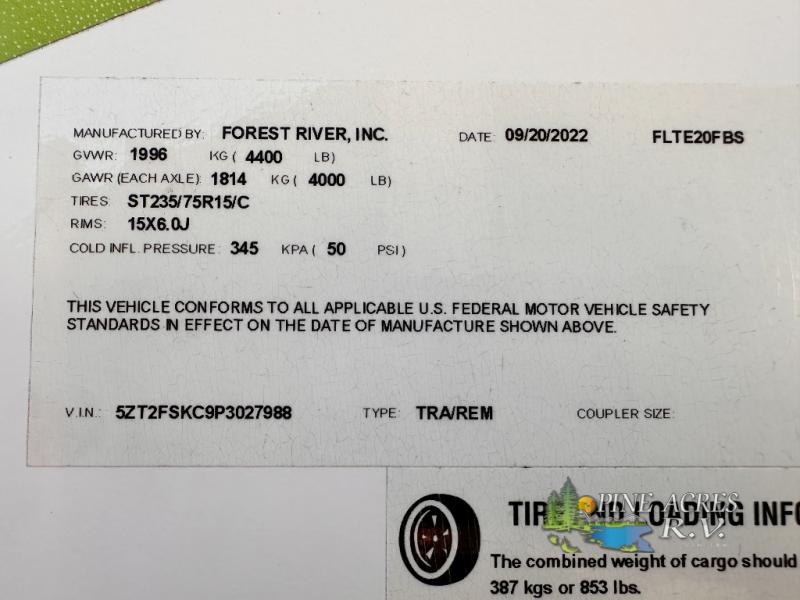 MANUFACTURED BY: FOREST RIVER, INC. DATE: 09/20/2022 FLTE20FBS
GVWR: 1996 KG ( 4400 LB)
GAWR (EACH AXLE): 1814 KG ( 4000 LB)
TIRES: ST235/75R15/C
RIMS: 15X6.0J
COLD INFL. PRESSURE: 345 KPA ( 50 PSI )
THIS VEHICLE CONFORMS TO ALL APPLICABLE U.S. FEDERAL MOTOR VEHICLE SAFETY
STANDARDS IN EFFECT ON THE DATE OF MANUFACTURE SHOWN ABOVE.
V.I.N.: 5ZT2FSKC9P3027988 TYPE: TRA/REM COUPLER SIZE:
PINE ACRES
R.V.
AND LOADING
The combined weight of cargo should
387 kgs or 853 lbs.